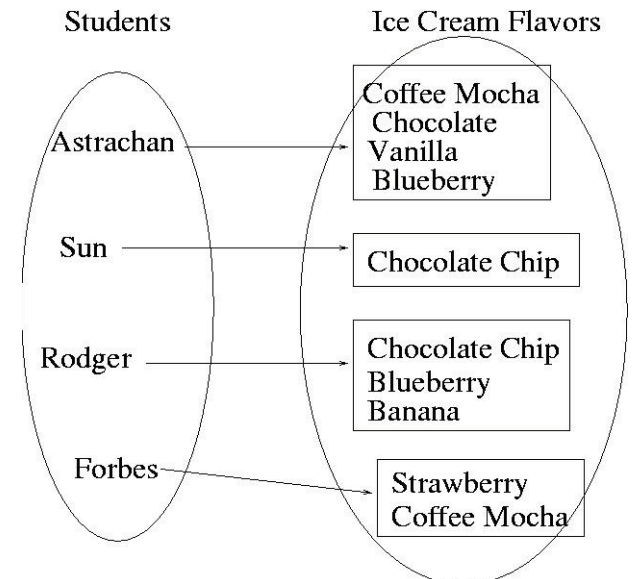 Students
Ice Cream Flavors
Astrachan
Coffee Mocha
Chocolate
Vanilla
Blueberry
Sun
Chocolate Chip
Rodger
Chocolate Chip
Blueberry
Banana
Forbes
Strawberry
Coffee Mocha